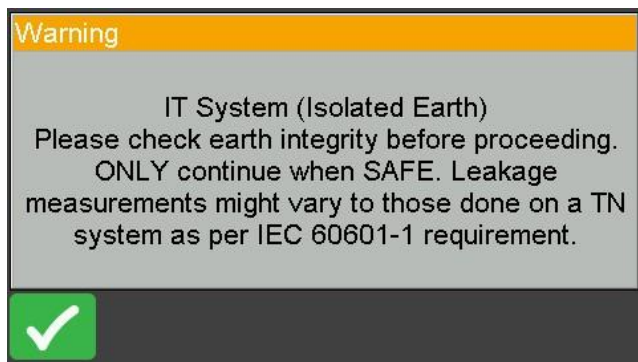 Warning
IT System (Isolated Earth)
Please check earth integrity before proceeding.
ONLY continue when SAFE. Leakage
measurements might vary to those done on a TN
system as per IEC 60601-1 requirement.